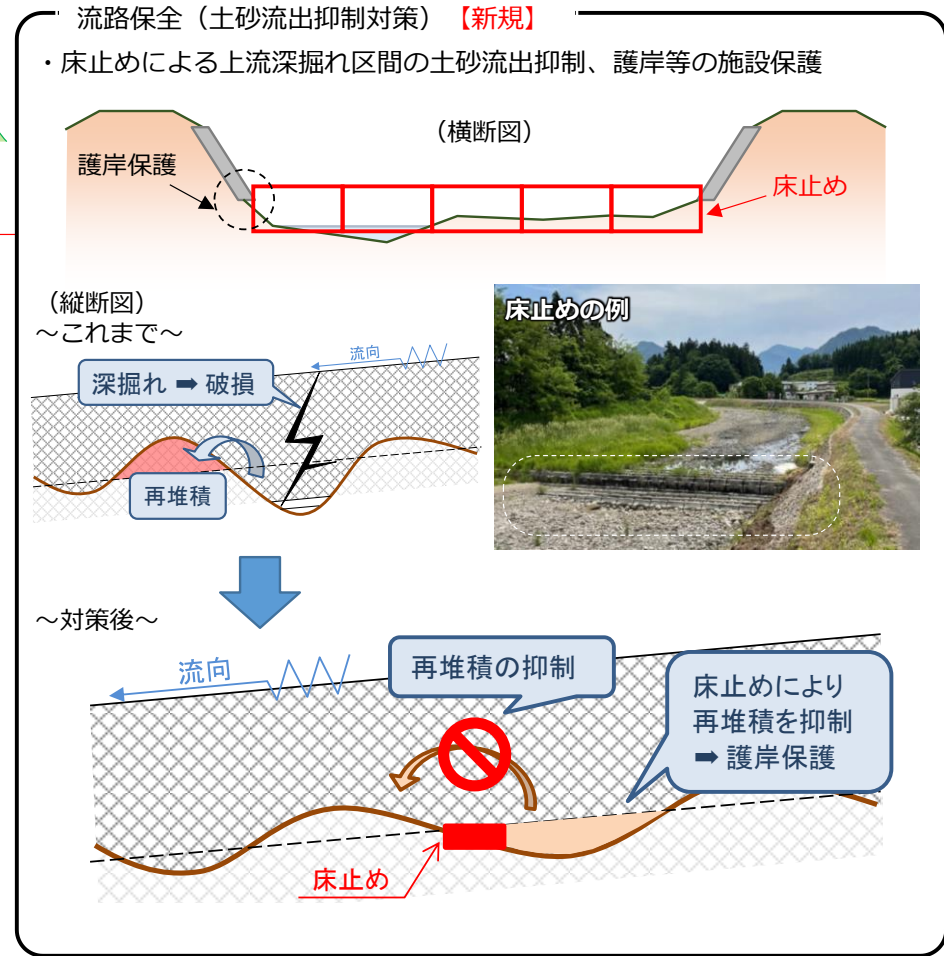 流路保全（土砂流出抑制対策）【新規】
・床止めによる上流深掘れ区間の土砂流出抑制、護岸等の施設保護
（横断図）
護岸保護
床止め
（縦断図）
～これまで～
流向
深掘れ ➡ 破損
再堆積
床止めの例
～対策後～
流向
再堆積の抑制
床止めにより
再堆積を抑制
➡ 護岸保護
床止め